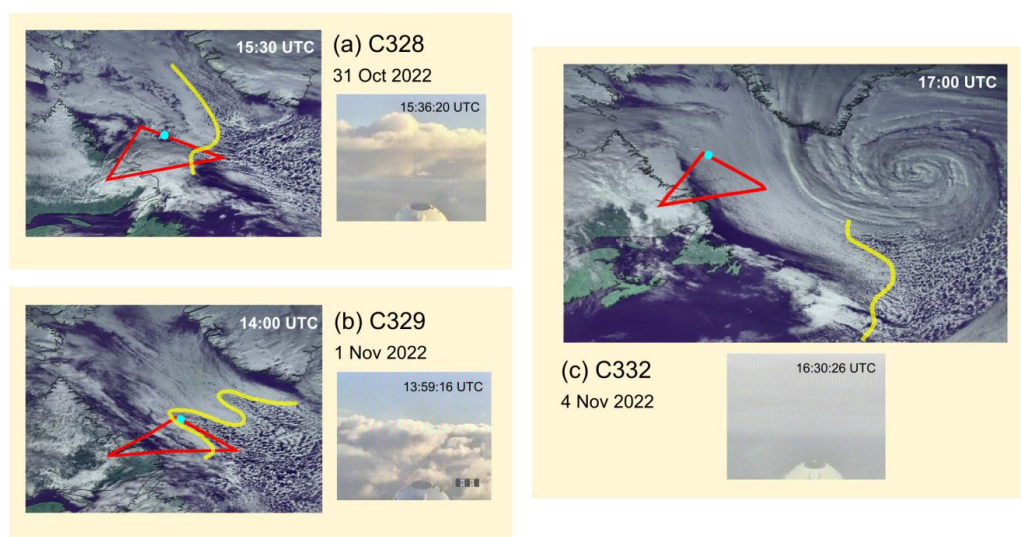 15:30 UTC
(a) C328
31 Oct 2022
15:36:20 UTC
14:00 UTC
(b) C329
1 Nov 2022
13:59:16 UTC
17:00 UTC
(c) C332
4 Nov 2022
16:30:26 UTC